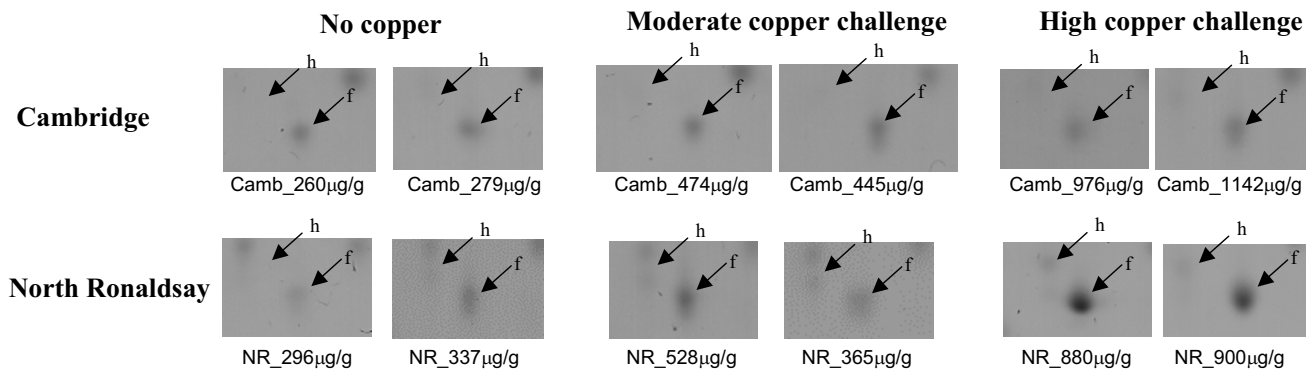 No copper Moderate copper challenge High copper challenge
h h h h h h
f f f f f f
Cambridge
Camb_260µg/g Camb_279µg/g Camb_474µg/g Camb_445µg/g Camb_976µg/g Camb_1142µg/g
h h h h h h
f f f f f f
North Ronaldsay
NR_296µg/g NR_337µg/g NR_528µg/g NR_365µg/g NR_880µg/g NR_900µg/g